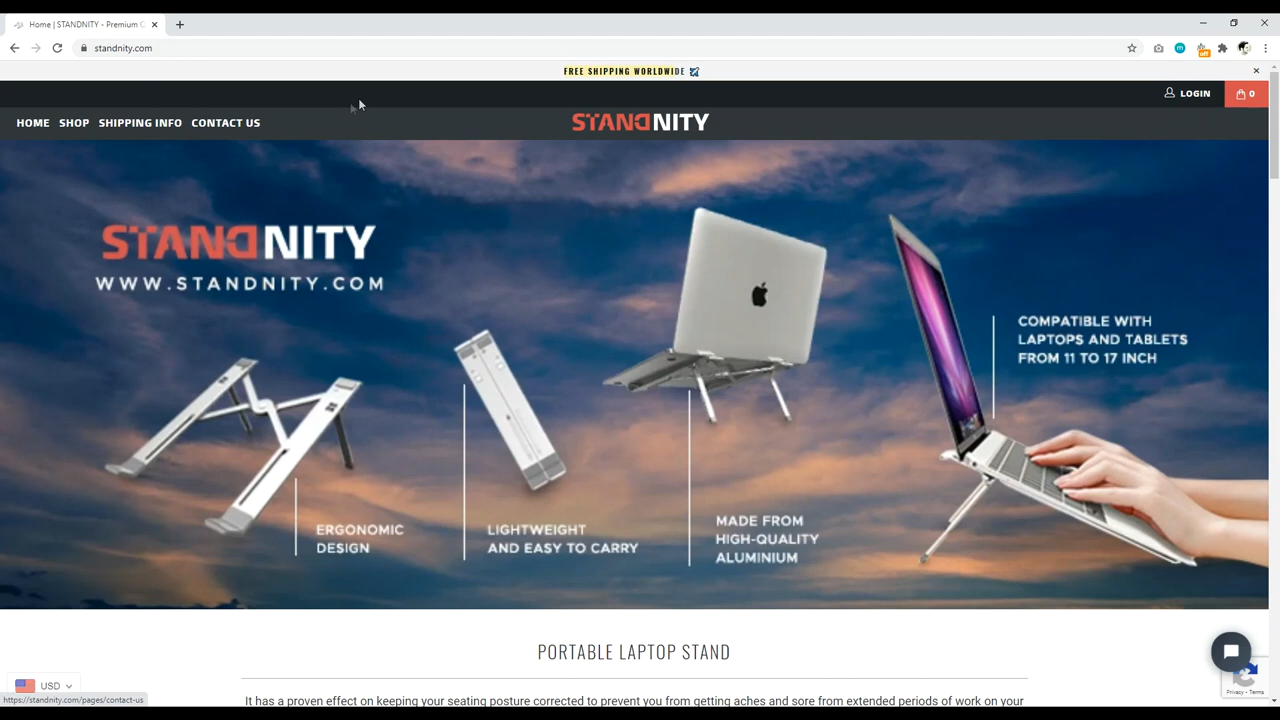 Home | STANDNITY - Premium
standnity.com
FREE SHIPPING WORLDWIDE
LOGIN
0
HOME SHOP SHIPPING INFO CONTACT US
STANDNITY
STANDNITY
WWW.STANDNITY.COM
COMPATIBLE WITH
LAPTOPS AND TABLETS
FROM 11 TO 17 INCH
ERGONOMIC
DESIGN
LIGHTWEIGHT
AND EASY TO CARRY
MADE FROM
HIGH-QUALITY
ALUMINIUM
PORTABLE LAPTOP STAND
USD
https://standnity.com/pages/contact-us
It has a proven effect on keeping your seating posture corrected to prevent you from getting aches and sore from extended periods of work on your
Privacy - Terms
off
m